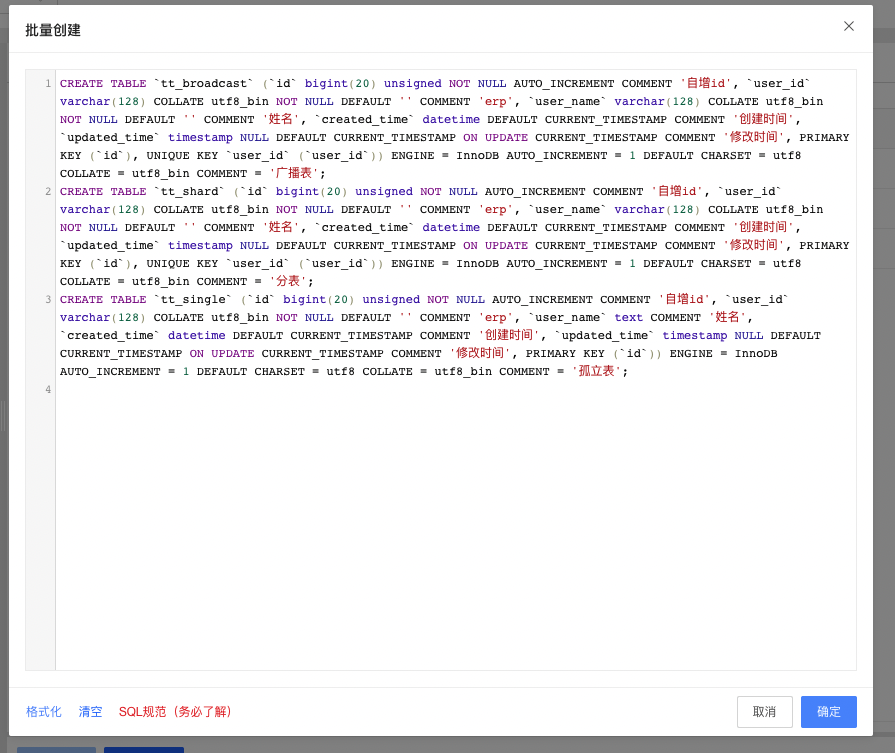 批量创建
1 CREATE TABLE `tt_broadcast` (`id` bigint(20) unsigned NOT NULL AUTO_INCREMENT COMMENT '自增id', `user_id`
varchar(128) COLLATE utf8_bin NOT NULL DEFAULT '' COMMENT 'erp', `user_name` varchar(128) COLLATE utf8_bin
NOT NULL DEFAULT '' COMMENT '姓名', `created_time` datetime DEFAULT CURRENT_TIMESTAMP COMMENT '创建时间',
`updated_time` timestamp NULL DEFAULT CURRENT_TIMESTAMP ON UPDATE CURRENT_TIMESTAMP COMMENT '修改时间', PRIMARY
KEY (`id`), UNIQUE KEY `user_id` (`user_id`)) ENGINE = InnoDB AUTO_INCREMENT = 1 DEFAULT CHARSET = utf8
COLLATE = utf8_bin COMMENT = '广播表';
2 CREATE TABLE `tt_shard` (`id` bigint(20) unsigned NOT NULL AUTO_INCREMENT COMMENT '自增id', `user_id`
varchar(128) COLLATE utf8_bin NOT NULL DEFAULT '' COMMENT 'erp', `user_name` varchar(128) COLLATE utf8_bin
NOT NULL DEFAULT '' COMMENT '姓名', `created_time` datetime DEFAULT CURRENT_TIMESTAMP COMMENT '创建时间',
`updated_time` timestamp NULL DEFAULT CURRENT_TIMESTAMP ON UPDATE CURRENT_TIMESTAMP COMMENT '修改时间', PRIMARY
KEY (`id`), UNIQUE KEY `user_id` (`user_id`)) ENGINE = InnoDB AUTO_INCREMENT = 1 DEFAULT CHARSET = utf8
COLLATE = utf8_bin COMMENT = '分表';
3 CREATE TABLE `tt_single` (`id` bigint(20) unsigned NOT NULL AUTO_INCREMENT COMMENT '自增id', `user_id`
varchar(128) COLLATE utf8_bin NOT NULL DEFAULT '' COMMENT 'erp', `user_name` text COMMENT '姓名',
`created_time` datetime DEFAULT CURRENT_TIMESTAMP COMMENT '创建时间', `updated_time` timestamp NULL DEFAULT
CURRENT_TIMESTAMP ON UPDATE CURRENT_TIMESTAMP COMMENT '修改时间', PRIMARY KEY (`id`)) ENGINE = InnoDB
AUTO_INCREMENT = 1 DEFAULT CHARSET = utf8 COLLATE = utf8_bin COMMENT = '孤立表';
4
格式化 清空 SQL规范（务必了解） 取消 确定